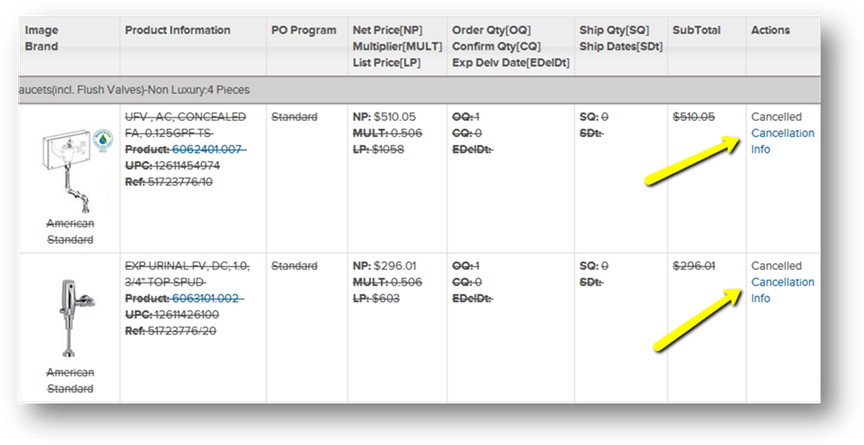 Image
Brand
Product Information
PO Program
Net Price[NP]
Multiplier[MULT]
List Price[LP]
Order Qty[OQ]
Confirm Qty[CQ]
Exp Delv Date[EDelDt]
Ship Qty[SQ]
Ship Dates[SDt]
SubTotal
Actions
aucets(incl. Flush Valves)-Non Luxury:4 Pieces
American
Standard
UFV , AC, CONCEALED
FA, 0.125GPF TS
Product: 6062401.007
UPC: 12611454974
Ref: 51723776/10
Standard
NP: $510.05
MULT: 0.506
LP: $1058
OQ: 1
CQ: 0
EDelDt:
SQ: 0
SDt:
$510.05
Cancelled
Cancellation
Info
American
Standard
EXP URINAL FV, DC, 1.0,
3/4" TOP SPUD
Product: 6063101.002
UPC: 12611426100
Ref: 51723776/20
Standard
NP: $296.01
MULT: 0.506
LP: $603
OQ: 1
CQ: 0
EDelDt:
SQ: 0
SDt:
$296.01
Cancelled
Cancellation
Info